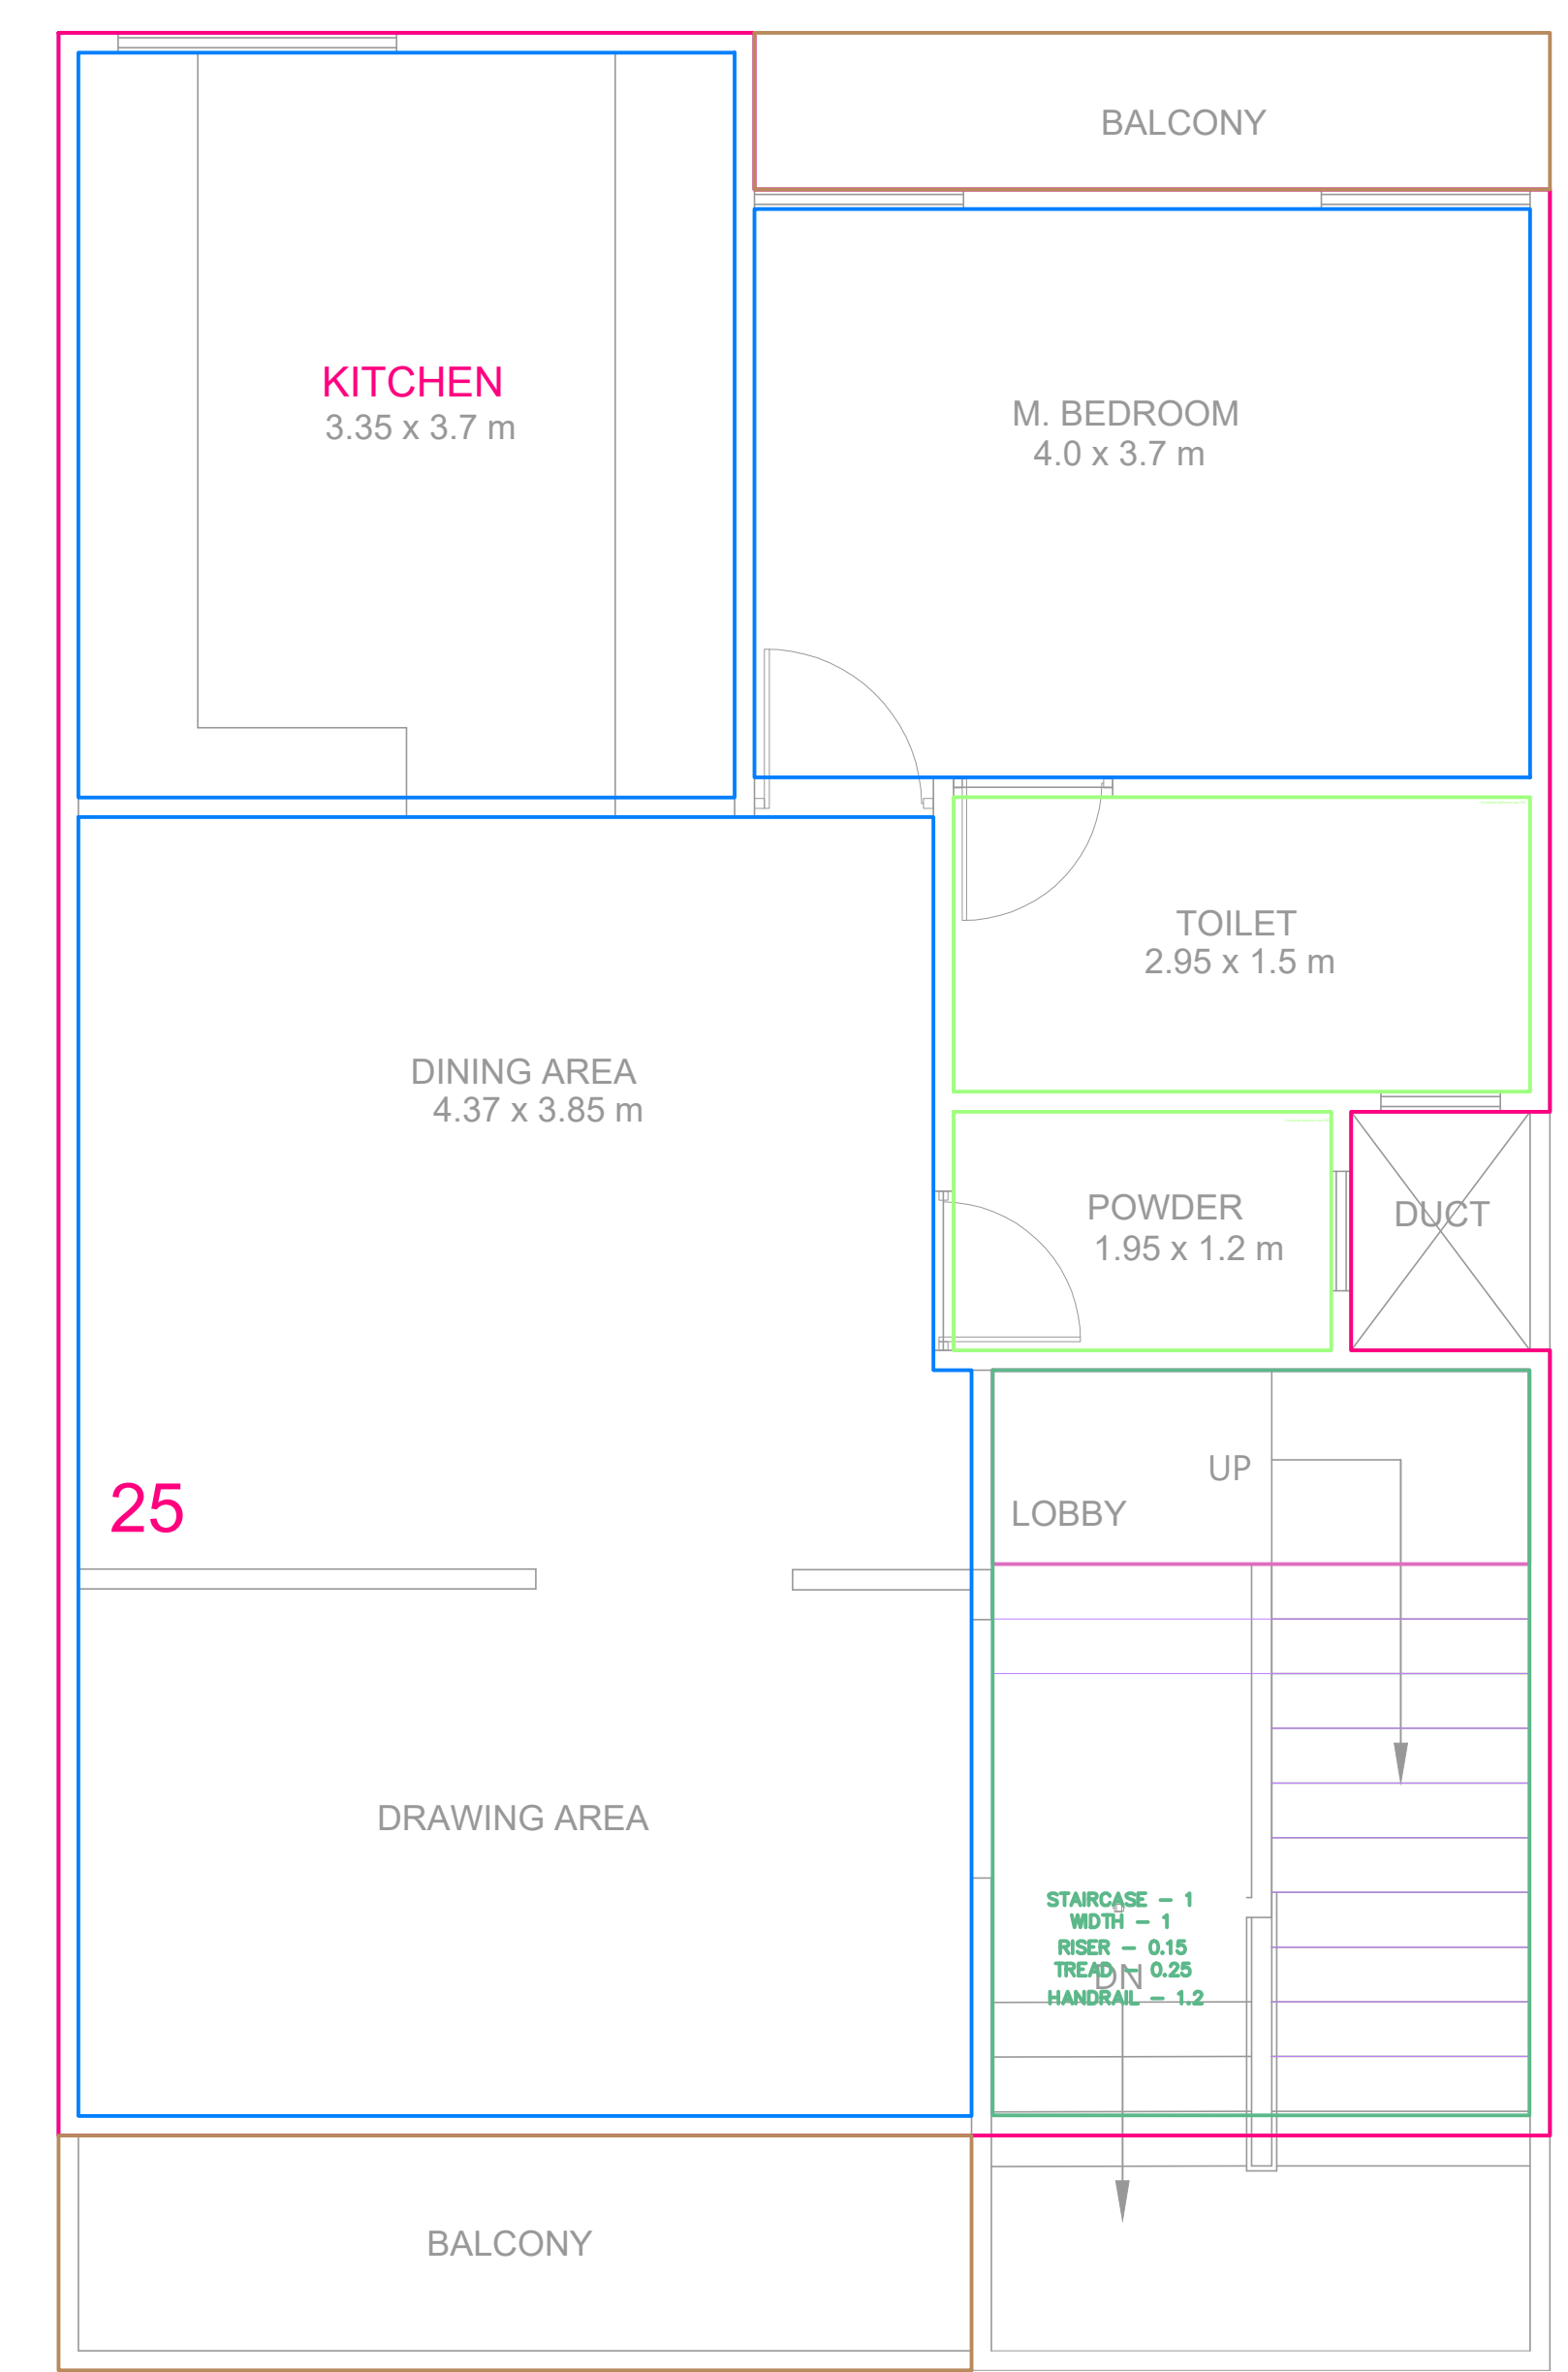 BALCONY
KITCHEN
3.35 x 3.7 m
M. BEDROOM
4.0 x 3.7 m
TOILET
2.95 x 1.5 m
DINING AREA
4.37 x 3.85 m
POWDER
1.95 x 1.2 m
DUCT
UP
25
LOBBY
DRAWING AREA
STAIRCASE - 1
WIDTH - 1
RISER - 0.15
TREAD - 0.25
DN
HANDRAIL - 1.2
BALCONY